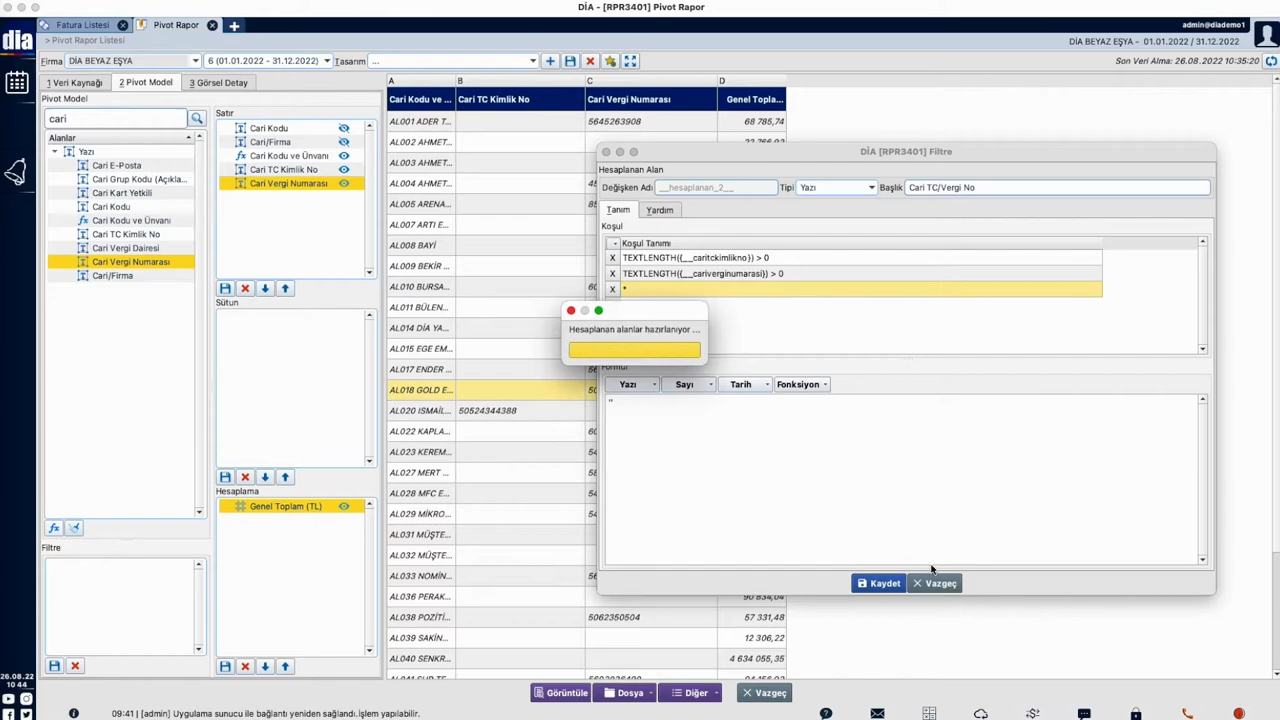 DİA - [RPR3401] Pivot Rapor
dia
Fatura Listesi
Pivot Rapor
admin@diademo1
> Pivot Rapor Listesi
DİA BEYAZ EŞYA — 01.01.2022 / 31.12.2022
Firma DİA BEYAZ EŞYA 6 (01.01.2022 - 31.12.2022) Tasarım ...
Son Veri Alma: 26.08.2022 10:35:20
1 Veri Kaynağı
2 Pivot Model
3 Görsel Detay
Pivot Model
cari
Alanlar
Yazı
Cari E-Posta
Cari Grup Kodu (Açıkla...
Cari Kart Yetkili
Cari Kodu
Cari Kodu ve Ünvanı
Cari TC Kimlik No
Cari Vergi Dairesi
Cari Vergi Numarası
Cari/Firma
Filtre
Satır
Cari Kodu
Cari/Firma
Cari Kodu ve Ünvanı
Cari TC Kimlik No
Cari Vergi Numarası
Sütun
Hesaplama
Genel Toplam (TL)
A B C D
Cari Kodu ve ... Cari TC Kimlik No Cari Vergi Numarası Genel Topla...
AL001 ADER T... 5645263908 68 785,74
AL002 AHMET...
AL003 AHMET...
AL004 AHMET...
AL005 ARENA...
AL007 ARTI E...
AL008 BAYİ
AL009 BEKİR ...
AL010 BURSA...
AL011 BÜLEN...
AL014 DİA YA...
AL015 EGE EM...
AL017 ENDER ...
AL018 GOLD E...
AL020 ISMAİL... 50524344388
AL022 KAPLA...
AL023 KEREM...
AL027 MERT ...
AL028 MFC E...
AL029 MİKRO...
AL031 MÜŞTE...
AL032 MÜŞTE...
AL033 NOMİN...
AL036 PERAK... 90 834,04
AL038 POZİTİ... 5062350504 57 331,48
AL039 SAKİN... 12 306,22
AL040 SENKR... 4 634 055,35
DİA [RPR3401] Filtre
Hesaplanan Alan
Değişken Adı __hesaplanan_2__ Tipi Yazı Başlık Cari TC/Vergi No
Tanım
Yardım
Koşul
Koşul Tanımı
X TEXTLENGTH({__caritckimlikno}) > 0
X TEXTLENGTH({__cariverginumarasi}) > 0
X *
Hesaplanan alanlar hazırlanıyor ...
Formül
Yazı
Sayı
Tarih
Fonksiyon
''
Kaydet
Vazgeç
Görüntüle
Dosya
Diğer
Vazgeç
26.08.22
10 44
09:41 | [admin] Uygulama sunucu ile bağlantı yeniden sağlandı.İşlem yapılabilir.